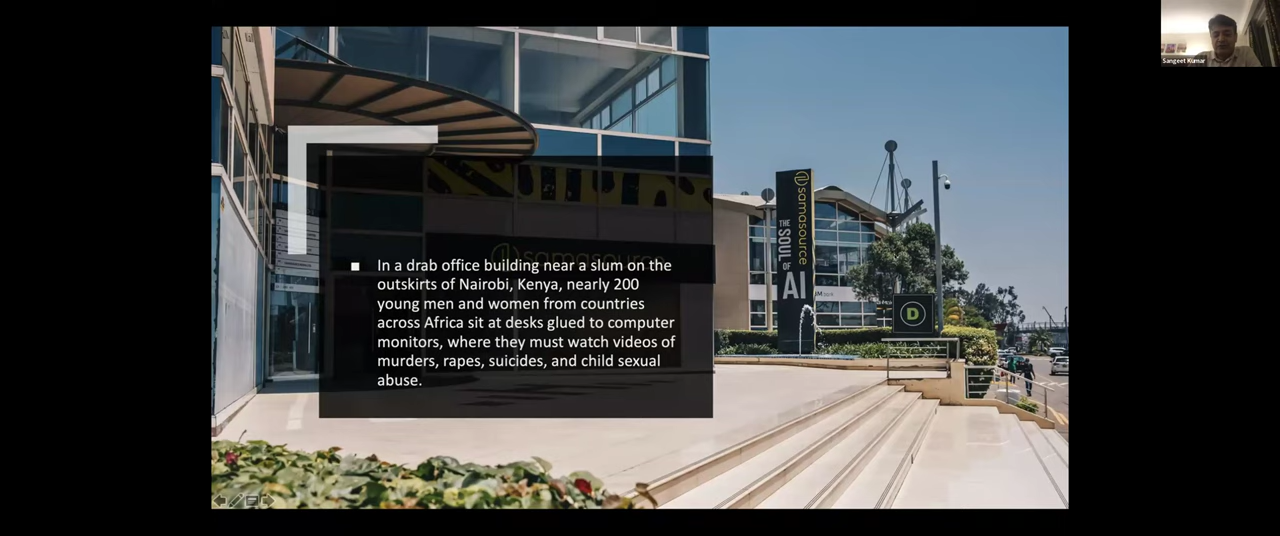 Sangeet Kumar
samasource
THE
SOUL
OF
AI
samasource
D
In a drab office building near a slum on the
outskirts of Nairobi, Kenya, nearly 200
young men and women from countries
across Africa sit at desks glued to computer
monitors, where they must watch videos of
murders, rapes, suicides, and child sexual
abuse.